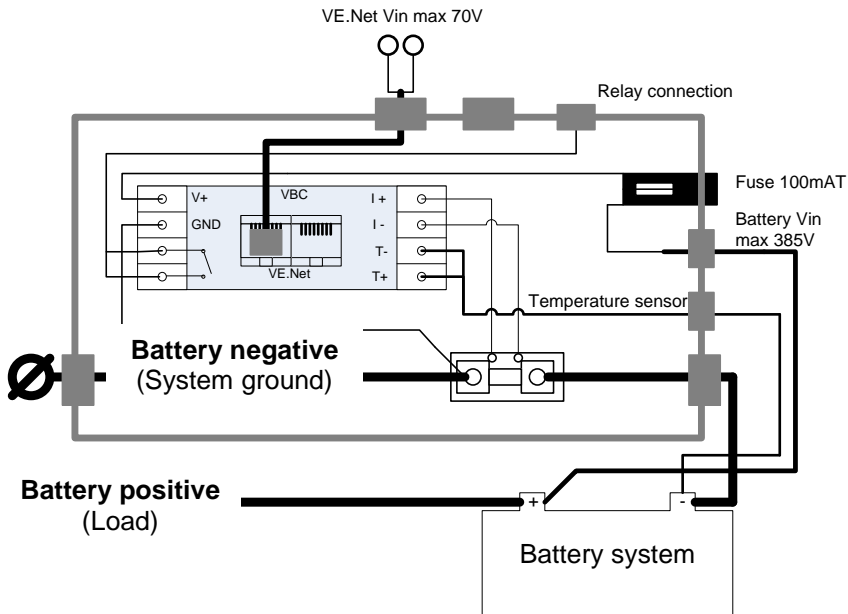 VE.Net Vin max 70V
Relay connection
Fuse 100mAT
V+
VBC
I +
GND
I -
T-
T+
VE.Net
Battery Vin
max 385V
Temperature sensor
Battery negative
(System ground)
Battery positive
(Load)
+
-
Battery system